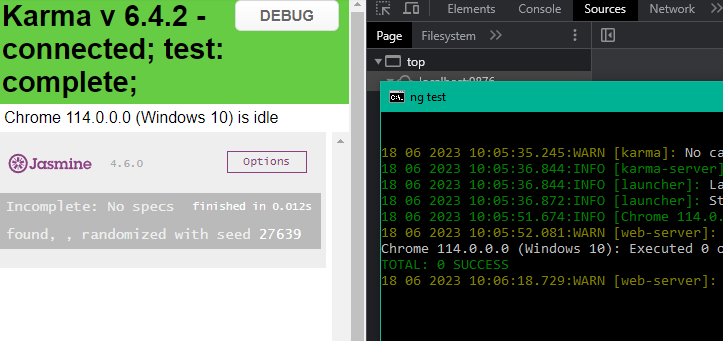 Karma v 6.4.2 -
connected; test:
complete;
DEBUG
Chrome 114.0.0.0 (Windows 10) is idle
Jasmine 4.6.0 Options
Incomplete: No specs finished in 0.012s
found, , randomized with seed 27639
Elements Console Sources Network
Page Filesystem
top
localhost:9876
C:\. ng test
18 06 2023 10:05:35.245:WARN [karma]: No ca
18 06 2023 10:05:36.844:INFO [karma-server]
18 06 2023 10:05:36.844:INFO [launcher]: La
18 06 2023 10:05:36.872:INFO [launcher]: St
18 06 2023 10:05:51.674:INFO [Chrome 114.0.
18 06 2023 10:05:52.081:WARN [web-server]:
Chrome 114.0.0.0 (Windows 10): Executed 0 o
TOTAL: 0 SUCCESS
18 06 2023 10:06:18.729:WARN [web-server]: